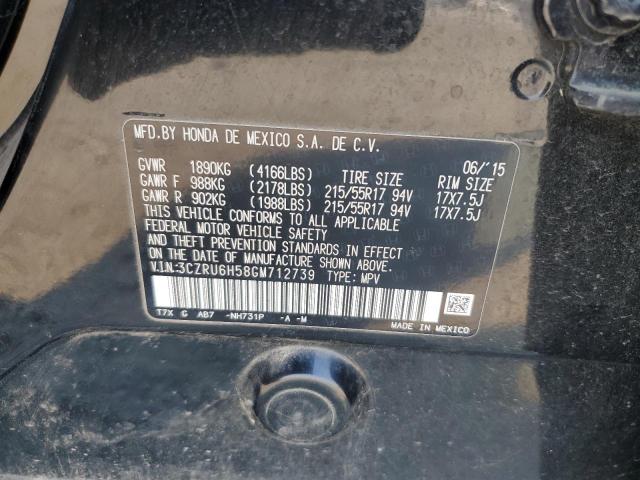 MFD.BY HONDA DE MEXICO S.A. DE C.V.
06/'15
GVWR 1890KG (4166LBS) TIRE SIZE RIM SIZE
GAWR F 988KG (2178LBS) 215/55R17 94V 17X7.5J
GAWR R 902KG (1988LBS) 215/55R17 94V 17X7.5J
THIS VEHICLE CONFORMS TO ALL APPLICABLE
FEDERAL MOTOR VEHICLE SAFETY
AND THEFT PREVENTION STANDARDS IN EFFECT
ON THE DATE OF MANUFACTURE SHOWN ABOVE.
V.I.N:3CZRU6H58GM712739 TYPE: MPV
T7X G AB7 -NH731P -A -M
MADE IN MEXICO